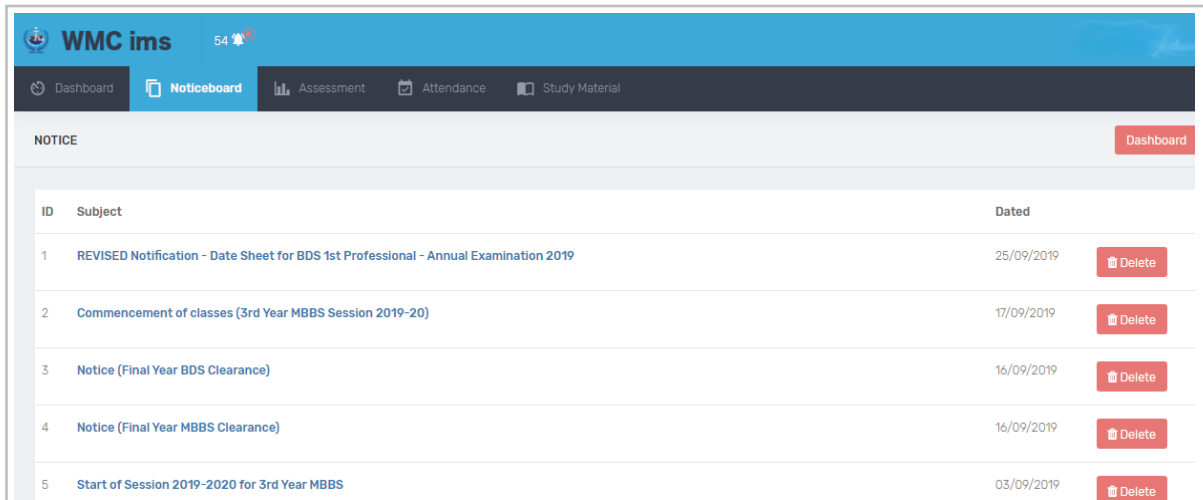 WMC ims 54
Dashboard Noticeboard Assessment Attendance Study Material
NOTICE Dashboard
ID Subject Dated
1 REVISED Notification - Date Sheet for BDS 1st Professional - Annual Examination 2019 25/09/2019 Delete
2 Commencement of classes (3rd Year MBBS Session 2019-20) 17/09/2019 Delete
3 Notice (Final Year BDS Clearance) 16/09/2019 Delete
4 Notice (Final Year MBBS Clearance) 16/09/2019 Delete
5 Start of Session 2019-2020 for 3rd Year MBBS 03/09/2019 Delete